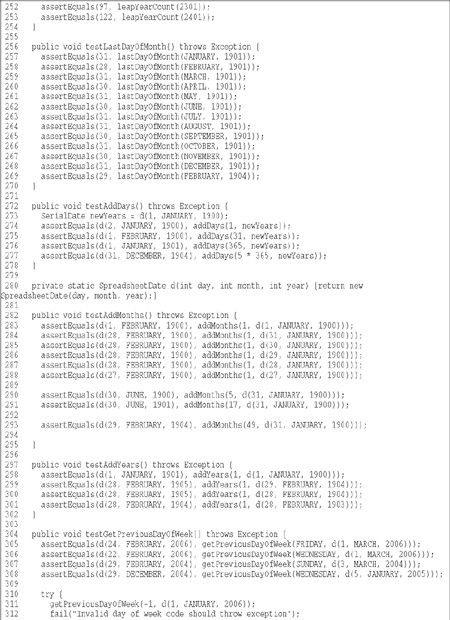 252 assertEquals(97, leapYearCount(2301));
253 assertEquals(122, leapYearCount(2401));
254 }
255
256 public void testLastDayOfMonth() throws Exception {
257 assertEquals(31, lastDayOfMonth(JANUARY, 1901));
258 assertEquals(28, lastDayOfMonth(FEBRUARY, 1901));
259 assertEquals(31, lastDayOfMonth(MARCH, 1901));
260 assertEquals(30, lastDayOfMonth(APRIL, 1901));
261 assertEquals(31, lastDayOfMonth(MAY, 1901));
262 assertEquals(30, lastDayOfMonth(JUNE, 1901));
263 assertEquals(31, lastDayOfMonth(JULY, 1901));
264 assertEquals(31, lastDayOfMonth(AUGUST, 1901));
265 assertEquals(30, lastDayOfMonth(SEPTEMBER, 1901));
266 assertEquals(31, lastDayOfMonth(OCTOBER, 1901));
267 assertEquals(30, lastDayOfMonth(NOVEMBER, 1901));
268 assertEquals(31, lastDayOfMonth(DECEMBER, 1901));
269 assertEquals(29, lastDayOfMonth(FEBRUARY, 1904));
270 }
271
272 public void testAddDays() throws Exception {
273 SerialDate newYears = d(1, JANUARY, 1900);
274 assertEquals(d(2, JANUARY, 1900), addDays(1, newYears));
275 assertEquals(d(1, FEBRUARY, 1900), addDays(31, newYears));
276 assertEquals(d(1, JANUARY, 1901), addDays(365, newYears));
277 assertEquals(d(31, DECEMBER, 1904), addDays(5 * 365, newYears));
278 }
279
280 private static SpreadsheetDate d(int day, int month, int year) {return new
SpreadsheetDate(day, month, year);}
281
282 public void testAddMonths() throws Exception {
283 assertEquals(d(1, FEBRUARY, 1900), addMonths(1, d(1, JANUARY, 1900)));
284 assertEquals(d(28, FEBRUARY, 1900), addMonths(1, d(31, JANUARY, 1900)));
285 assertEquals(d(28, FEBRUARY, 1900), addMonths(1, d(30, JANUARY, 1900)));
286 assertEquals(d(28, FEBRUARY, 1900), addMonths(1, d(29, JANUARY, 1900)));
287 assertEquals(d(28, FEBRUARY, 1900), addMonths(1, d(28, JANUARY, 1900)));
288 assertEquals(d(27, FEBRUARY, 1900), addMonths(1, d(27, JANUARY, 1900)));
289
290 assertEquals(d(30, JUNE, 1900), addMonths(5, d(31, JANUARY, 1900)));
291 assertEquals(d(30, JUNE, 1901), addMonths(17, d(31, JANUARY, 1900)));
292
293 assertEquals(d(29, FEBRUARY, 1904), addMonths(49, d(31, JANUARY, 1900)));
294
295 }
296
297 public void testAddYears() throws Exception {
298 assertEquals(d(1, JANUARY, 1901), addYears(1, d(1, JANUARY, 1900)));
299 assertEquals(d(28, FEBRUARY, 1905), addYears(1, d(29, FEBRUARY, 1904)));
300 assertEquals(d(28, FEBRUARY, 1905), addYears(1, d(28, FEBRUARY, 1904)));
301 assertEquals(d(28, FEBRUARY, 1904), addYears(1, d(28, FEBRUARY, 1903)));
302 }
303
304 public void testGetPreviousDayOfWeek() throws Exception {
305 assertEquals(d(24, FEBRUARY, 2006), getPreviousDayOfWeek(FRIDAY, d(1, MARCH, 2006)));
306 assertEquals(d(22, FEBRUARY, 2006), getPreviousDayOfWeek(WEDNESDAY, d(1, MARCH, 2006)));
307 assertEquals(d(29, FEBRUARY, 2004), getPreviousDayOfWeek(SUNDAY, d(3, MARCH, 2004)));
308 assertEquals(d(29, DECEMBER, 2004), getPreviousDayOfWeek(WEDNESDAY, d(5, JANUARY, 2005)));
309
310 try {
311 getPreviousDayOfWeek(-1, d(1, JANUARY, 2006));
312 fail("Invalid day of week code should throw exception");